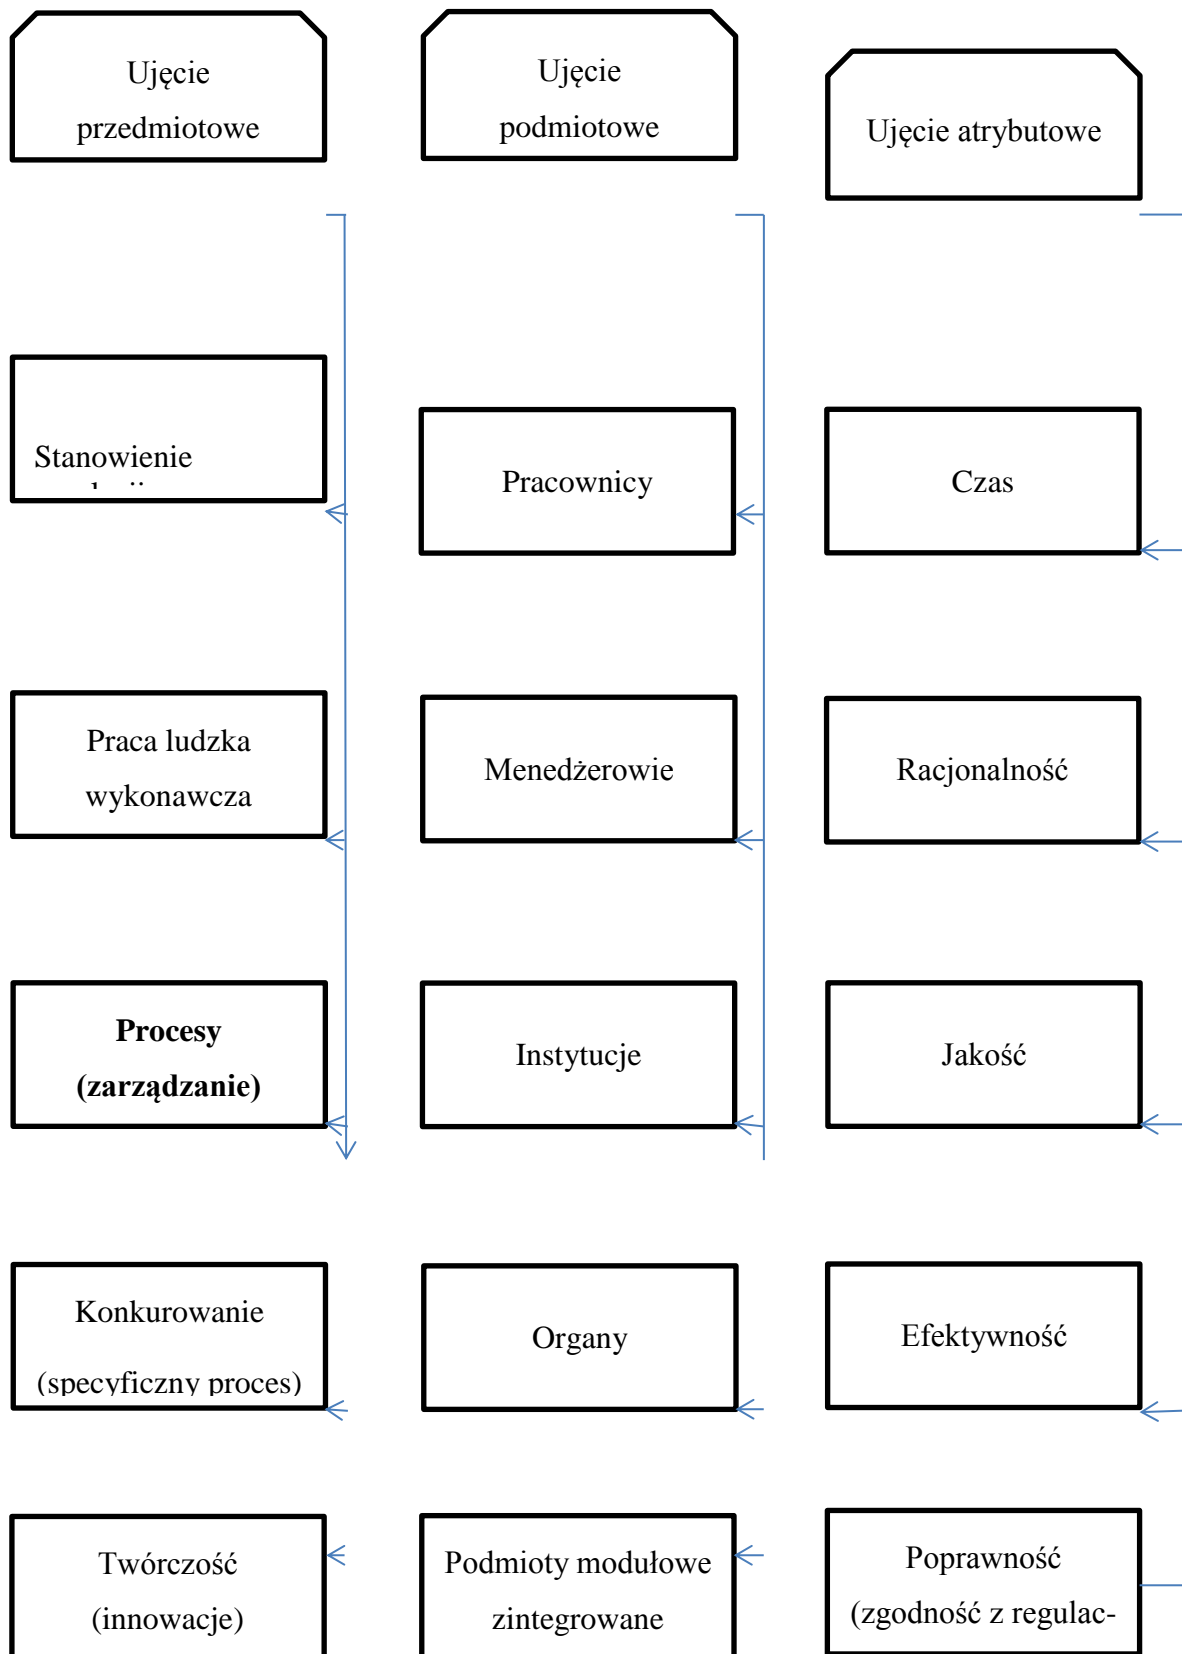 Ujęcie
przedmiotowe
Ujęcie
podmiotowe
Ujęcie atrybutowe
Stanowienie
Pracownicy
Czas
Praca ludzka
wykonawcza
Menedżerowie
Racjonalność
Procesy
(zarządzanie)
Instytucje
Jakość
Konkurowanie
(specyficzny proces)
Organy
Efektywność
Twórczość
(innowacje)
Podmioty modułowe
zintegrowane
Poprawność
(zgodność z regulac-